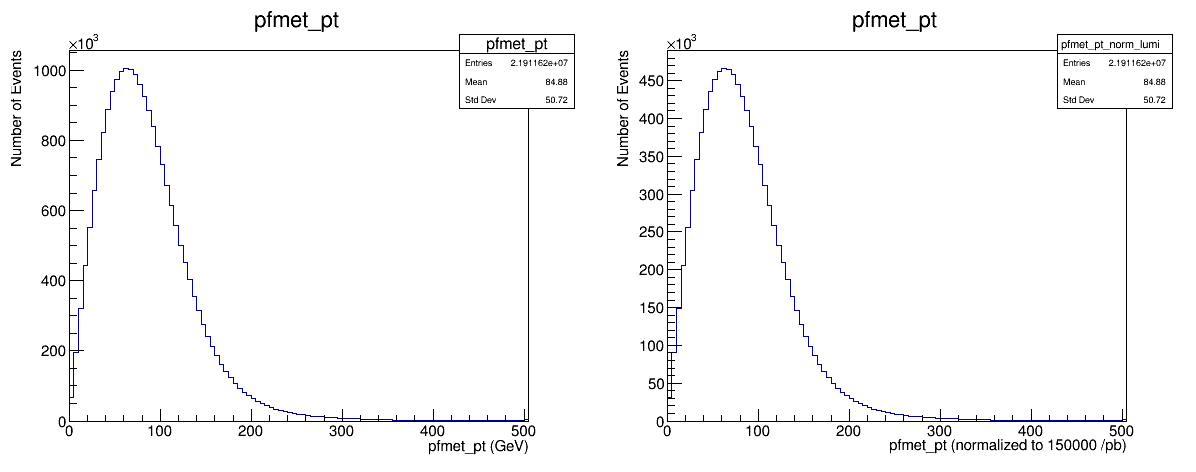 pfmet_pt
×10³
pfmet_pt
Entries 2.191162e+07
Mean 84.88
Std Dev 50.72
Number of Events
1000
800
600
400
200
0
0 100 200 300 400 500
pfmet_pt (GeV)
pfmet_pt
×10³
pfmet_pt_norm_lumi
Entries 2.191162e+07
Mean 84.88
Std Dev 50.72
Number of Events
450
400
350
300
250
200
150
100
50
0
0 100 200 300 400 500
pfmet_pt (normalized to 150000 /pb)